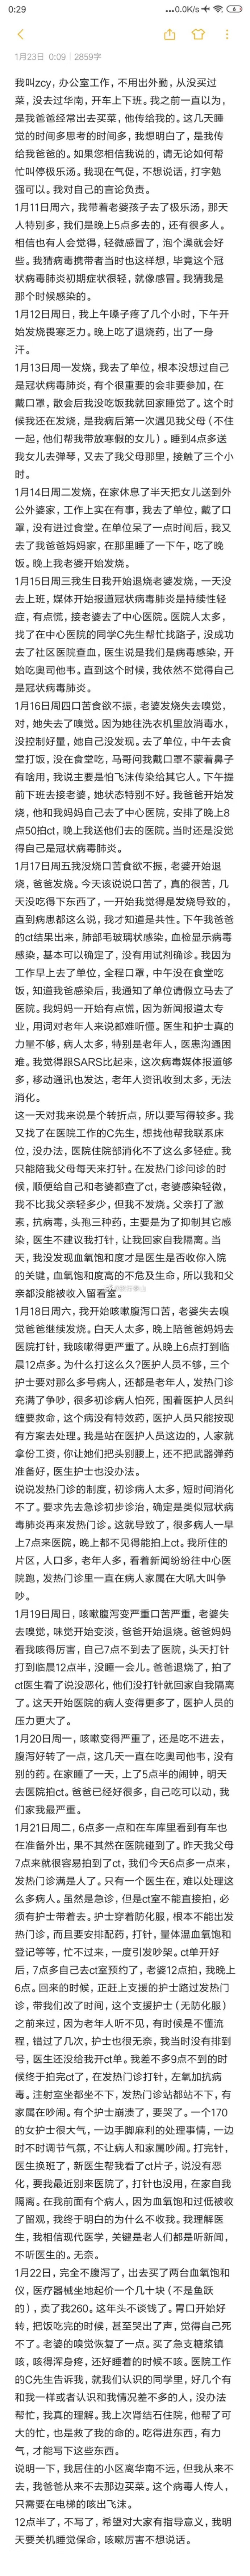 0:29
...0.0K/s
6
1月23日 0:09 | 2859字
我叫zcy，办公室工作，不用出外勤，从没买过
菜，没去过华南，开车上下班。我之前一直以为，
是我爸爸经常出去买菜，他传给我的。这几天睡
觉的时间多思考的时间多，我想明白了，是我传
给我爸爸的。如果您相信我说的，请无论如何帮
忙叫停极乐汤。我现在气促，不想说话，打字勉
强可以。我对自己的言论负责。
1月11日周六，我带着老婆孩子去了极乐汤，那天
人特别多，我们是晚上5点多去的，还有很多人。
相信也有人会觉得，轻微感冒了，泡个澡就会好
些。我猜病毒携带者当时也这样想，毕竟这个冠
状病毒肺炎初期症状很轻，就像感冒。我猜我是
那个时候感染的。
1月12日周日，我上午嗓子疼了几个小时，下午开
始发烧畏寒乏力。晚上吃了退烧药，出了一身
汗。
1月13日周一发烧，我去了单位，根本没想过自己
是冠状病毒肺炎，有个很重要的会非要参加，在
戴口罩，散会后我没吃饭我就回家睡觉了。这个时
候我还在发烧，是我病后第一次遇见我父母（不住
一起，他们帮我带放寒假的女儿）。睡到4点多送
我女儿去弹琴，又去了我父母那里，接触了三个小
时。
1月14日周二发烧，在家休息了半天把女儿送到外
公外婆家，工作上实在有事，我去了单位，戴了口
罩，没有进过食堂。在单位呆了一点时间后，我又
去了我爸爸妈妈家，在那里睡了一下午，吃了晚
饭。晚上我老婆开始发烧。
1月15日周三我生日我开始退烧老婆发烧，一天没
去上班，媒体开始报道冠状病毒肺炎是持续性轻
症，有点慌，接老婆去了中心医院。医院人太多，
找了在中心医院的同学C先生帮忙找路子，没成功
去了社区医院查血，医生说是我们是病毒感染，开
始吃奥司他韦。直到这个时候，我依然不觉得自己
是冠状病毒肺炎。
1月16日周四口苦食欲不振，老婆发烧失去嗅觉，
对，她失去了嗅觉。因为她往洗衣机里放消毒水，
没控制好量，她自己没发现。去了单位，中午去食
堂打饭，没在食堂吃，马哥问我戴口罩不蒙着鼻子
有啥用，我说主要是怕飞沫传染给其它人。下午提
前下班去接老婆，她状态特别不好。我爸爸开始发
烧，他和我妈妈自己去了中心医院，安排了晚上8
点50拍ct，晚上我送他们去的医院。当时还是没觉
得自己是冠状病毒肺炎。
1月17日周五我没烧口苦食欲不振，老婆开始退
烧，爸爸发烧。今天该说说口苦了，真的很苦，几
天没吃得下东西了，一开始我觉得是发烧导致的，
直到病患都这么说，我才知道是共性。下午我爸爸
的ct结果出来，肺部毛玻璃状感染，血检显示病毒
感染，基本可以确定了，没有用试剂确诊。我因为
工作早上去了单位，全程口罩，中午没在食堂吃
饭，知道我爸感染后，我通知了单位请假立马去了
医院。我妈妈一开始有点慌，因为新闻报道太专
业，用词对老年人来说都难听懂。医生和护士真的
力量不够，病人太多，特别是老年人，医患沟通困
难。我觉得跟SARS比起来，这次病毒媒体报道够
多，移动通讯也发达，老年人资讯收到太多，无法
消化。
这一天对我来说是个转折点，所以要写得较多。我
又找了在医院工作的C先生，想找他帮我联系床
位，没办法，医院住院部消化不了这么多轻症。我
只能陪我父母每天来打针。在发热门诊问诊的时
候，顺便给自己和老婆都查了ct，老婆感染轻微，
我不比我父亲轻多少，但我不发烧。父亲打了激
素，抗病毒，头孢三种药，主要是为了抑制其它感
染，医生不建议我打针，让我回家自我隔离。当
天，我没发现血氧饱和度才是医生是否收你入院
的关键，血氧饱和度高的不危及生命，所以我和父
亲都没能被收入留看室。
1月18日周六，我开始咳嗽腹泻口苦，老婆失去嗅
觉爸爸继续发烧。白天人太多，晚上陪爸爸妈妈去
医院打针，我咳嗽得更严重了。从晚上6点打到临
晨12点多。为什么打这么久？医护人员不够，三个
护士要对那么多号病人，还都是老年人，发热门诊
充满了争吵，很多初诊病人怕死，围着医护人员纠
缠要救命，这个病没有特效药，医护人员只能按现
有方案去处理。我是站在医护人员这边的，人家就
拿份工资，你让她们把头别腰上，还不把武器弹药
准备好，医生护士也没办法。
说说发热门诊的制度，初诊病人太多，短时间消化
不了。要求先去急诊初步诊治，确定是类似冠状病
毒肺炎再来发热门诊。这就导致了，很多病人一早
上7点来医院，晚上都不见得能拍上ct。我所住的
片区，人口多，老年人多，看着新闻纷纷往中心医
院跑，发热门诊里一直在病人家属在大吼大叫争
吵。
1月19日周日，咳嗽腹泻变严重口苦严重，老婆失
去嗅觉，味觉开始变淡，爸爸开始退烧。爸爸妈妈
看我咳得厉害，自己7点不到去了医院，头天打针
打到临晨12点半，没睡一会儿。爸爸退烧了，拍了
ct医生看了说没恶化，他们没打针就回家自我隔离
了。这天开始医院的病人变得更多了，医护人员的
压力更大了。
1月20日周一，咳嗽变得严重了，还是吃不进去，
腹泻好转了一点，这几天一直在吃奥司他韦，没有
别的药。在家睡了一天，上了5点半的闹钟，明天
去医院拍ct。爸爸已经好很多，自己吃可以动，我
们家我最严重。
1月21日周二，6点多一点和在车库里看到有车也
在准备外出，果不其然在医院碰到了。昨天我父母
7点来就很容易拍到了ct，我们今天6点多一点来，
发热门诊满是人了。只有一个医生在，难以处理这
么多病人。虽然是急诊，但是ct室不能直接拍，必
须有护士带着去。护士穿着防化服，根本不能出发
热门诊，而且要安排配药，打针，量体温血氧饱和
登记等等，忙不过来，一度引发吵架。ct单开好
后，7点多自己去ct室预约了，老婆12点拍，我晚上
6点。回来的时候，正赶上支援的护士路过发热门
诊，带我们改了时间，这个支援护士（无防化服）
之前来过，因为老年人听不见，有时候是不懂流
程，错过了几次，护士也很无奈，我当时没有排到
号，医生还没给我开ct单。我差不多9点不到的时
候终于拍完ct了，在发热门诊打针，左氧加抗病
毒。注射室都坐不下，在发热门诊站都站不下，有
家属在吵闹。有个护士崩溃了，要哭了。一个170
的女护士很大气，一边手脚麻利的处理事情，一边
时不时调节气氛，不让病人和家属吵闹。打完针，
医生换班了，新医生帮我看了ct片子，说没有恶
化，要我最近别来医院了，打针也没用，在家自我
隔离。在我前面有个病人，因为血氧饱和过低被收
了留观，我终于明白的为什么不收我。我理解医
生，我相信现代医学，关键是老人们都是听新闻，
不听医生的。无奈。
1月22日，完全不腹泻了，出去买了两台血氧饱和
仪，医疗器械坐地起价一个几十块（不是鱼跃
的），卖了我260。这年头不谈钱了。胃口开始好
转，把饭吃完的时候，甚至哭出了声，觉得自己死
不了。老婆的嗅觉恢复了一点。买了急支糖浆镇
咳，咳得浑身疼，还好睡着的时候不咳。医院工作
的C先生告诉我，就我们认识的同学里，好几个有
和我一样或者认识和我情况差不多的人，没办法
帮忙，我真的理解。我上次肾结石住院，他帮了可
大的忙，也是救了我的命的。吃得进东西，有力
气，才能写下这些东西。
说明一下，我居住的小区离华南不远，但我从来不
去，我爸爸从来不去那边买菜。这个病毒人传人，
只需要在电梯的咳出飞沫。
12点半了，不写了，希望对大家有指导意义，我明
天要关机睡觉保命，咳嗽厉害不想说话。